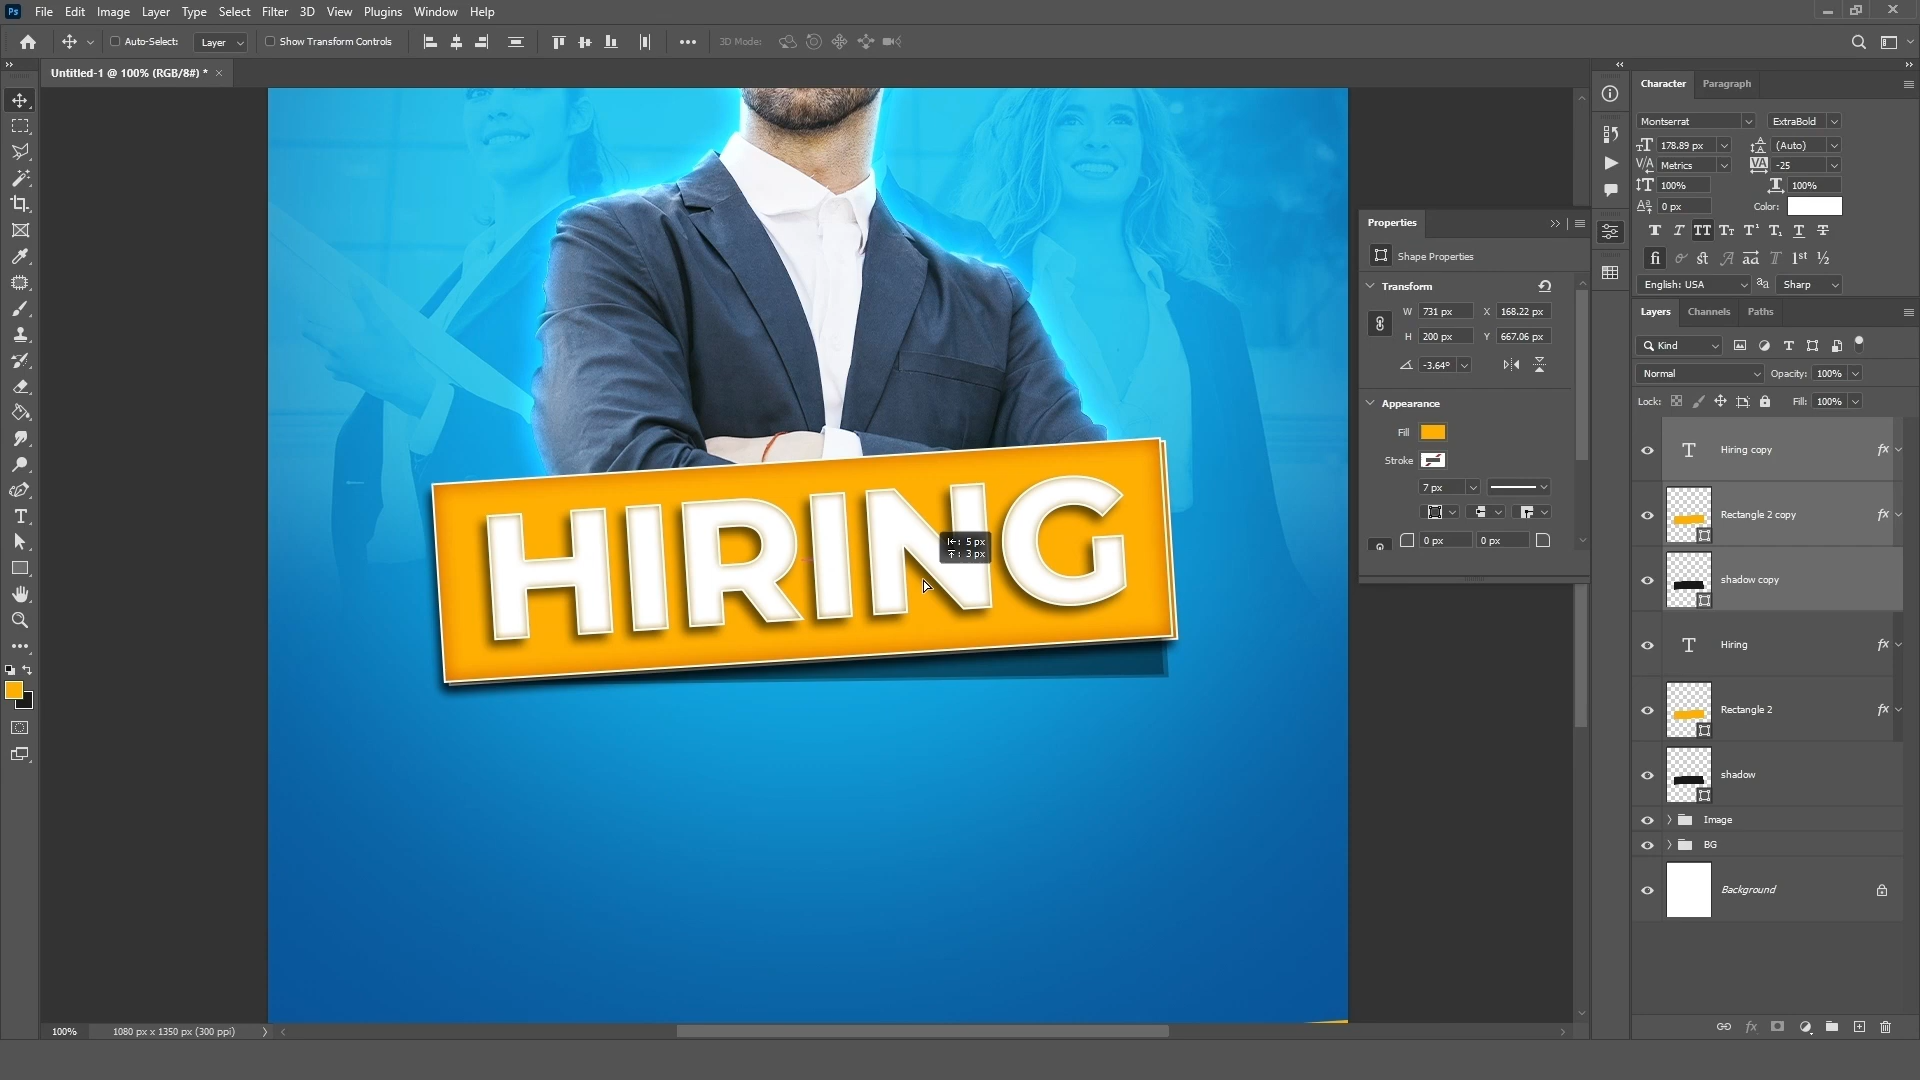 Ps File Edit Image Layer Type Select Filter 3D View Plugins Window Help
Auto-Select: Layer Show Transform Controls 3D Mode:
Untitled-1 @ 100% (RGB/8#) * ×
HIRING
5 px
3 px
100% 1080 px x 1350 px (300 ppi)
Properties
Shape Properties
Transform
W 731 px X 168.22 px
H 200 px Y 667.06 px
-3.64°
Appearance
Fill
Stroke
7 px
0 px 0 px
Character Paragraph
Montserrat ExtraBold
178.89 px (Auto)
Metrics -25
100% 100%
0 px Color:
English: USA Sharp
Layers Channels Paths
Kind
Normal Opacity: 100%
Lock: Fill: 100%
Hiring copy fx
Rectangle 2 copy fx
shadow copy
Hiring fx
Rectangle 2 fx
shadow
Image
BG
Background